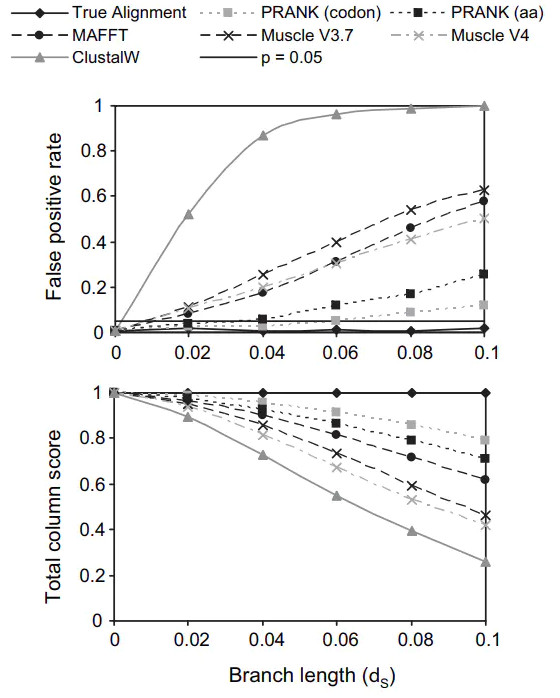 True Alignment PRANK (codon) PRANK (aa)
MAFFT Muscle V3.7 Muscle V4
ClustalW p = 0.05
False positive rate
1
0.8
0.6
0.4
0.2
0
0 0.02 0.04 0.06 0.08 0.1
Total column score
1
0.8
0.6
0.4
0.2
0
0 0.02 0.04 0.06 0.08 0.1
Branch length (dS)